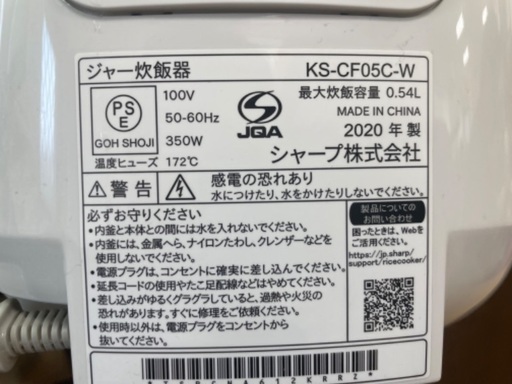 ジャー炊飯器 KS-CF05C-W
PS
E
GOH SHOJI
100V
50-60Hz
350W
温度ヒューズ 172℃
JQA
最大炊飯容量 0.54L
MADE IN CHINA
2020 年製
シャープ株式会社
警告
感電の恐れあり
水につけたり、水をかけたりしないでください。
必ずお守りください
・内釜と本体との間には水を入れないでください。
・内釜には、金属へら、ナイロンたわし、クレンザーなどを
使用しないでください。
・電源プラグは、コンセントに確実に差し込んでください。
・延長コードの使用やたこ足配線などはやめてください。
・差し込みがゆるくグラグラしていると、過熱や火災の
恐れがあります。すぐに修理をご依頼ください。
・使用時以外は、電源プラグをコンセントから
抜いてください。
製品についての
お問い合わせ
困ったときは、Webを
ご活用ください。
https://jp.sharp/
support/ricecooker/